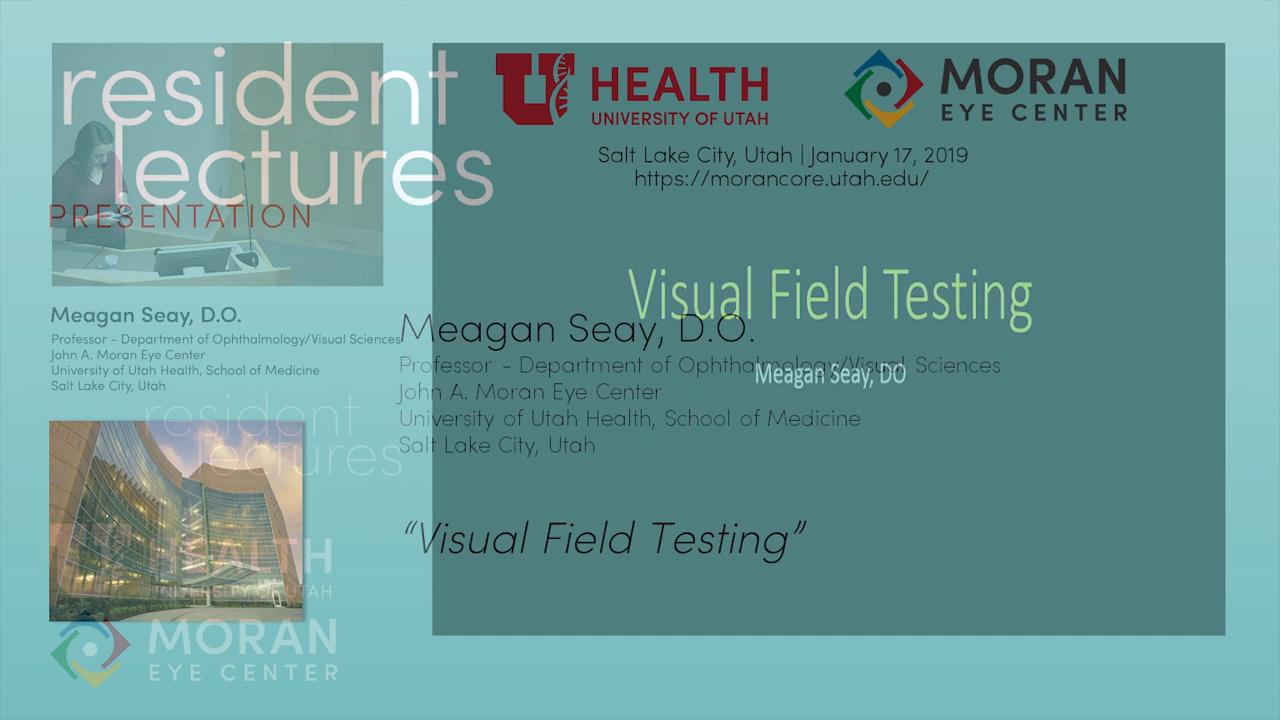 resident
lectures
PRESENTATION
Meagan Seay, D.O.
Professor - Department of Ophthalmology/Visual Sciences
John A. Moran Eye Center
University of Utah Health, School of Medicine
Salt Lake City, Utah
resident
lectures
HEALTH
UNIVERSITY OF UTAH
MORAN
EYE CENTER
U HEALTH
UNIVERSITY OF UTAH
MORAN
EYE CENTER
Salt Lake City, Utah | January 17, 2019
https://morancore.utah.edu/
Visual Field Testing
Meagan Seay, DO
Meagan Seay, D.O.
Professor - Department of Ophthalmology/Visual Sciences
John A. Moran Eye Center
University of Utah Health, School of Medicine
Salt Lake City, Utah
“Visual Field Testing”